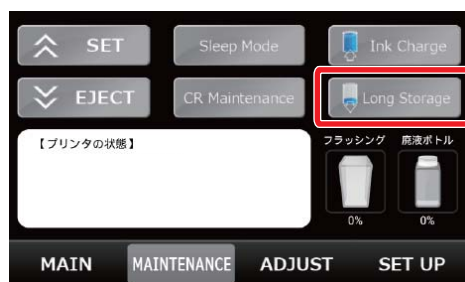 SET
Sleep Mode
Ink Charge
EJECT
CR Maintenance
Long Storage
【プリンタの状態】
フラッシング
廃液ボトル
0%
0%
MAIN
MAINTENANCE
ADJUST
SET UP